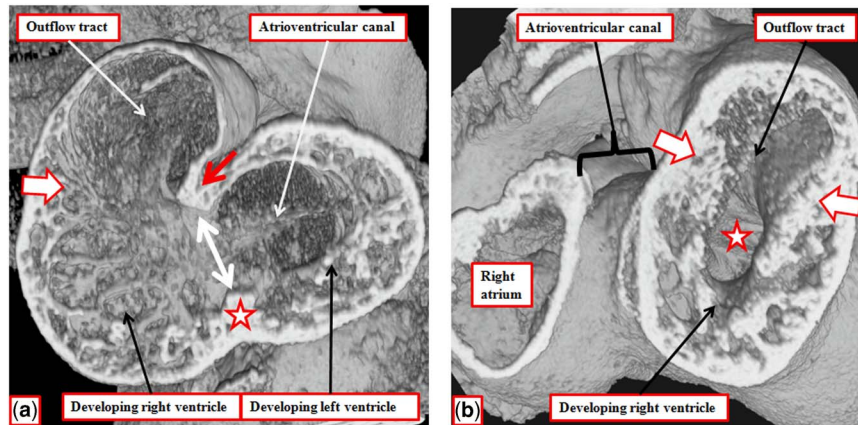 Outflow tract
Atrioventricular canal
Developing right ventricle
Developing left ventricle
(a)
Atrioventricular canal
Outflow tract
Right
atrium
Developing right ventricle
(b)